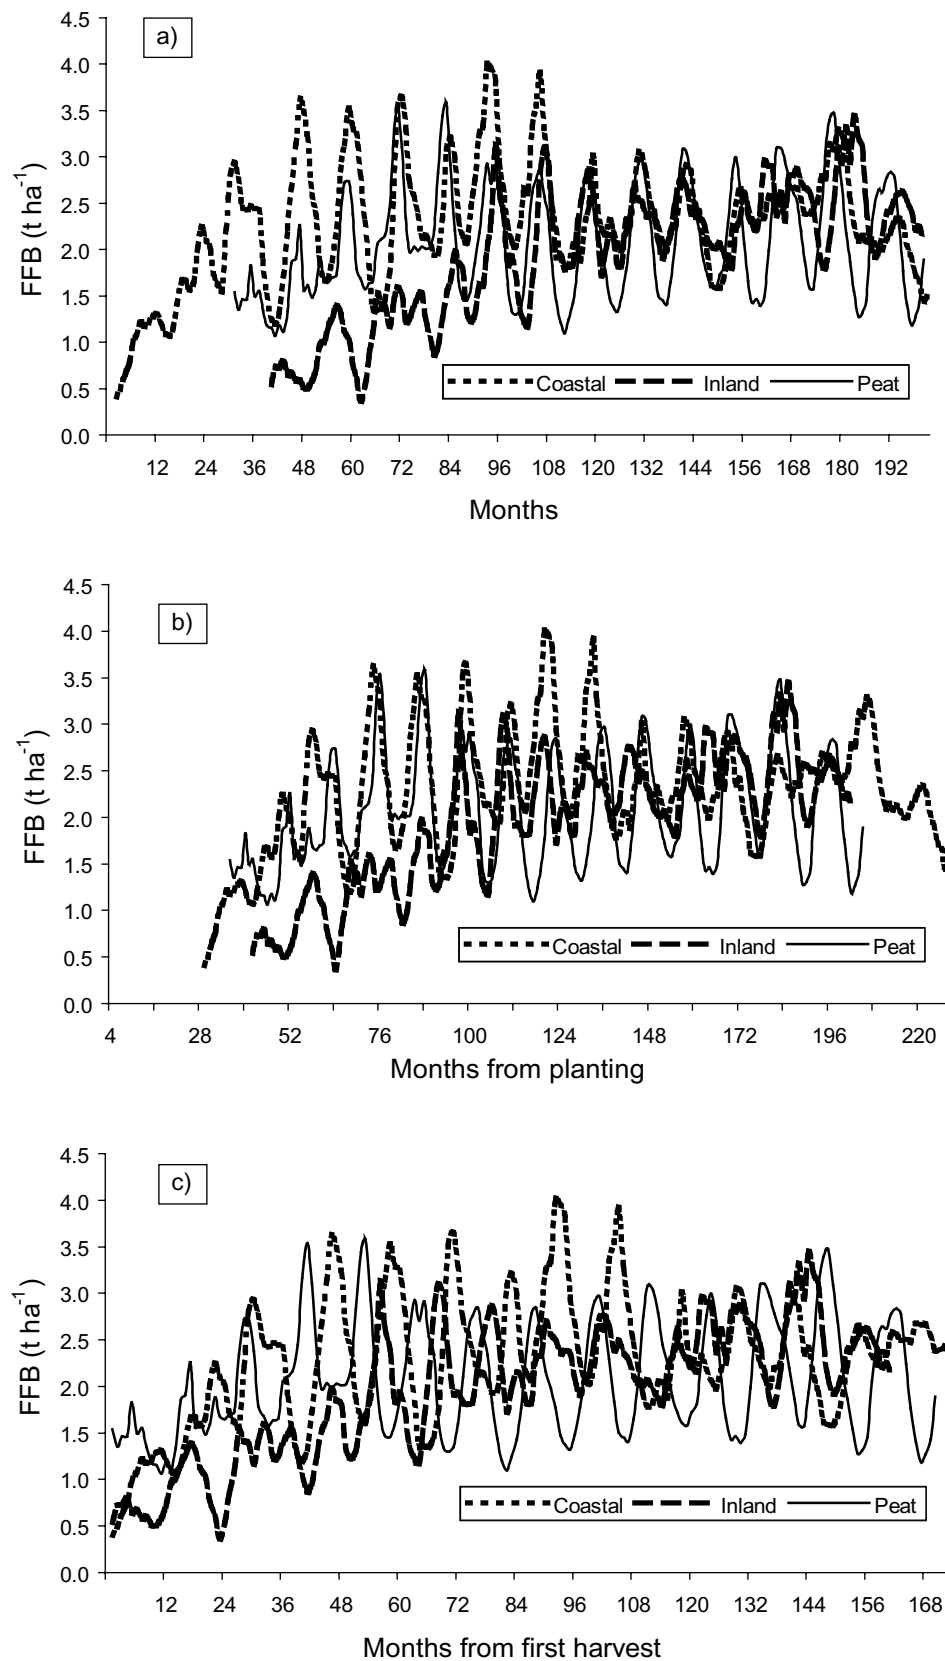 a)
FFB (t ha⁻¹)
4.5
4.0
3.5
3.0
2.5
2.0
1.5
1.0
0.5
0.0
Coastal Inland Peat
12 24 36 48 60 72 84 96 108 120 132 144 156 168 180 192
Months
b)
FFB (t ha⁻¹)
4.5
4.0
3.5
3.0
2.5
2.0
1.5
1.0
0.5
0.0
Coastal Inland Peat
4 28 52 76 100 124 148 172 196 220
Months from planting
c)
FFB (t ha⁻¹)
4.5
4.0
3.5
3.0
2.5
2.0
1.5
1.0
0.5
0.0
Coastal Inland Peat
12 24 36 48 60 72 84 96 108 120 132 144 156 168
Months from first harvest